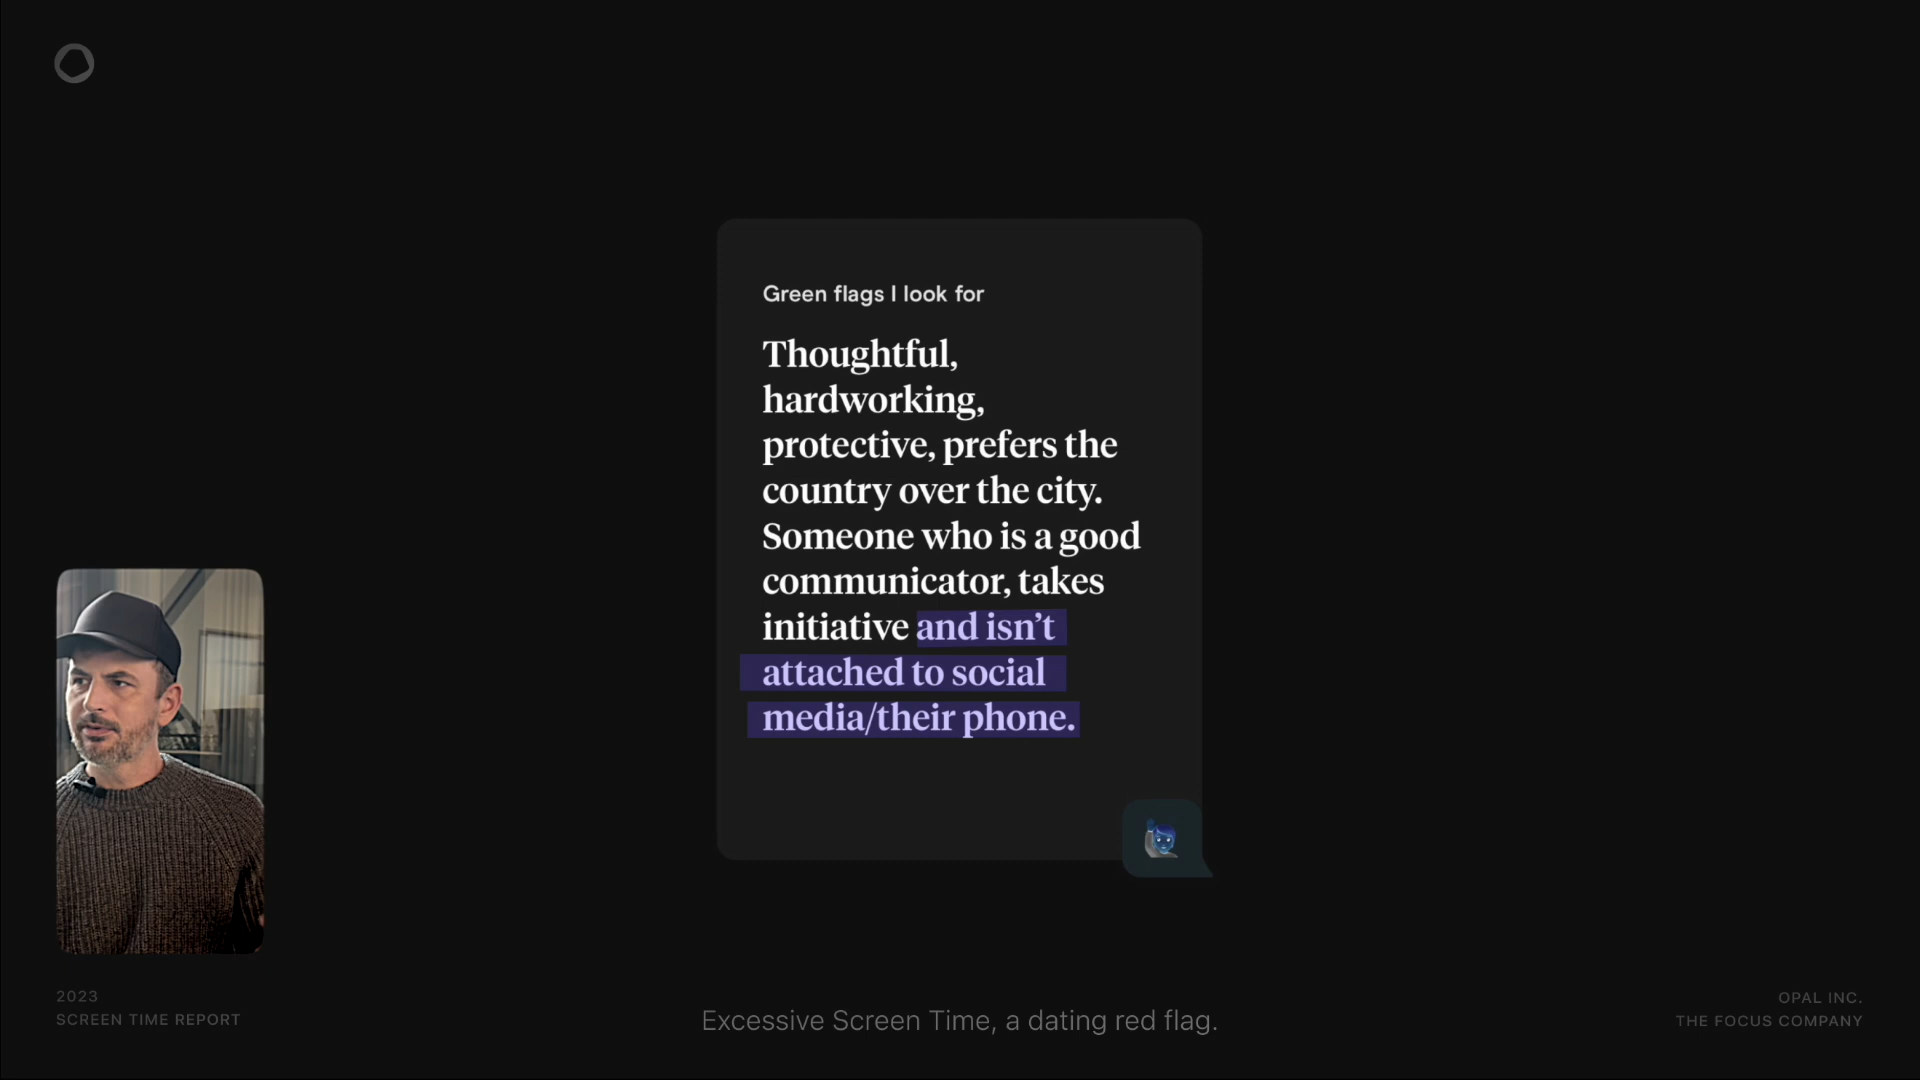 Green flags I look for
Thoughtful,
hardworking,
protective, prefers the
country over the city.
Someone who is a good
communicator, takes
initiative and isn’t
attached to social
media/their phone.
2023
SCREEN TIME REPORT
Excessive Screen Time, a dating red flag.
OPAL INC.
THE FOCUS COMPANY